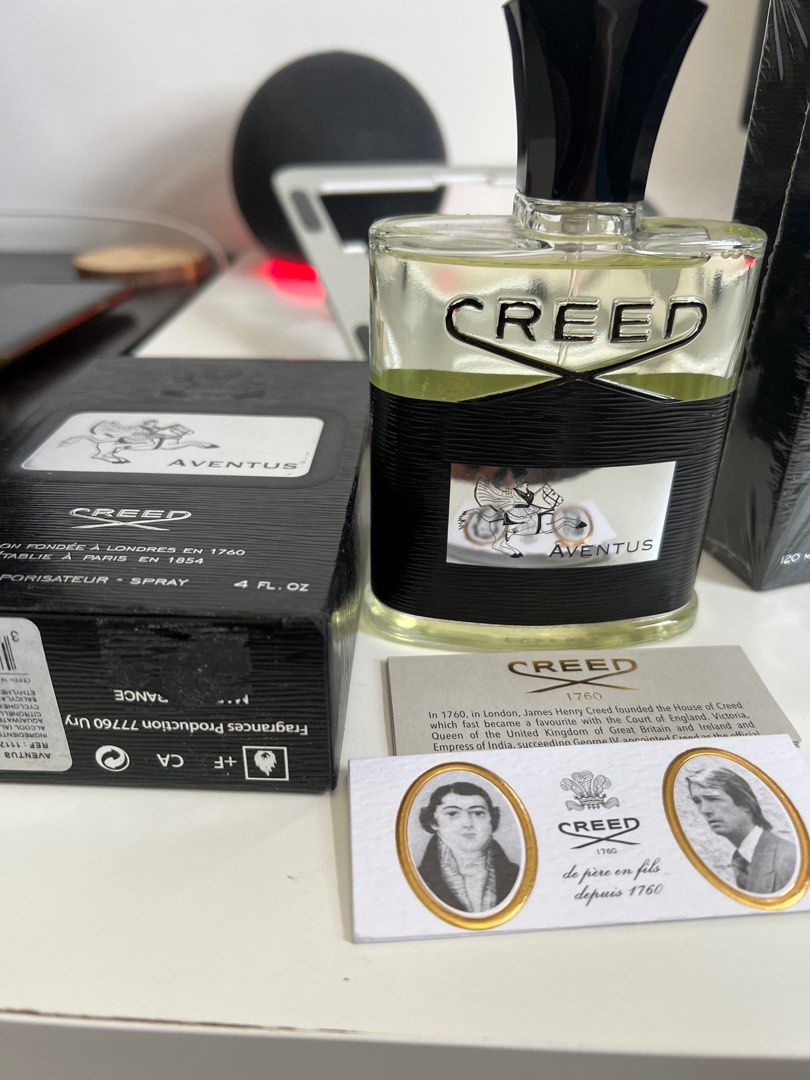 CREED
AVENTUS
AVENTUS
CREED
ON FONDÉE À LONDRES EN 1760
TABLIE À PARIS EN 1854
PORISATEUR - SPRAY 4 FL. OZ
RANCE
Fragrances Production 77760 Ury
F+ CA
AVENTUS
120
CREED
1760
In 1760, in London, James Henry Creed founded the House of Creed
which fast became a favourite with the Court of England. Victoria,
Queen of the United Kingdom of Great Britain and Ireland, and
Empress of India, succeeding George IV, appointed Creed the official
CREED
1760
de père en fils
depuis 1760